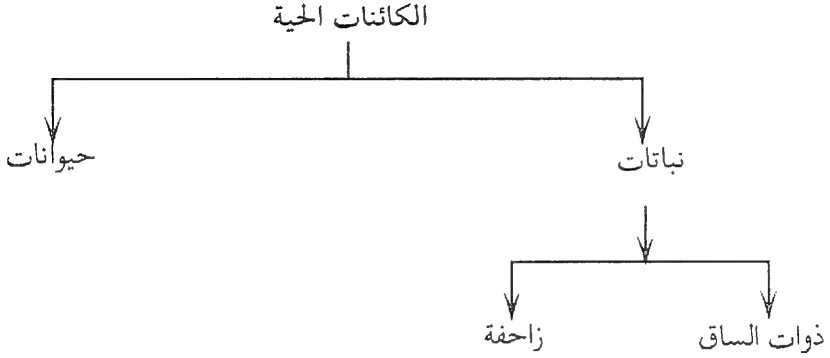 الكائنات الحية
نباتات
حيوانات
ذوات الساق
زاحفة